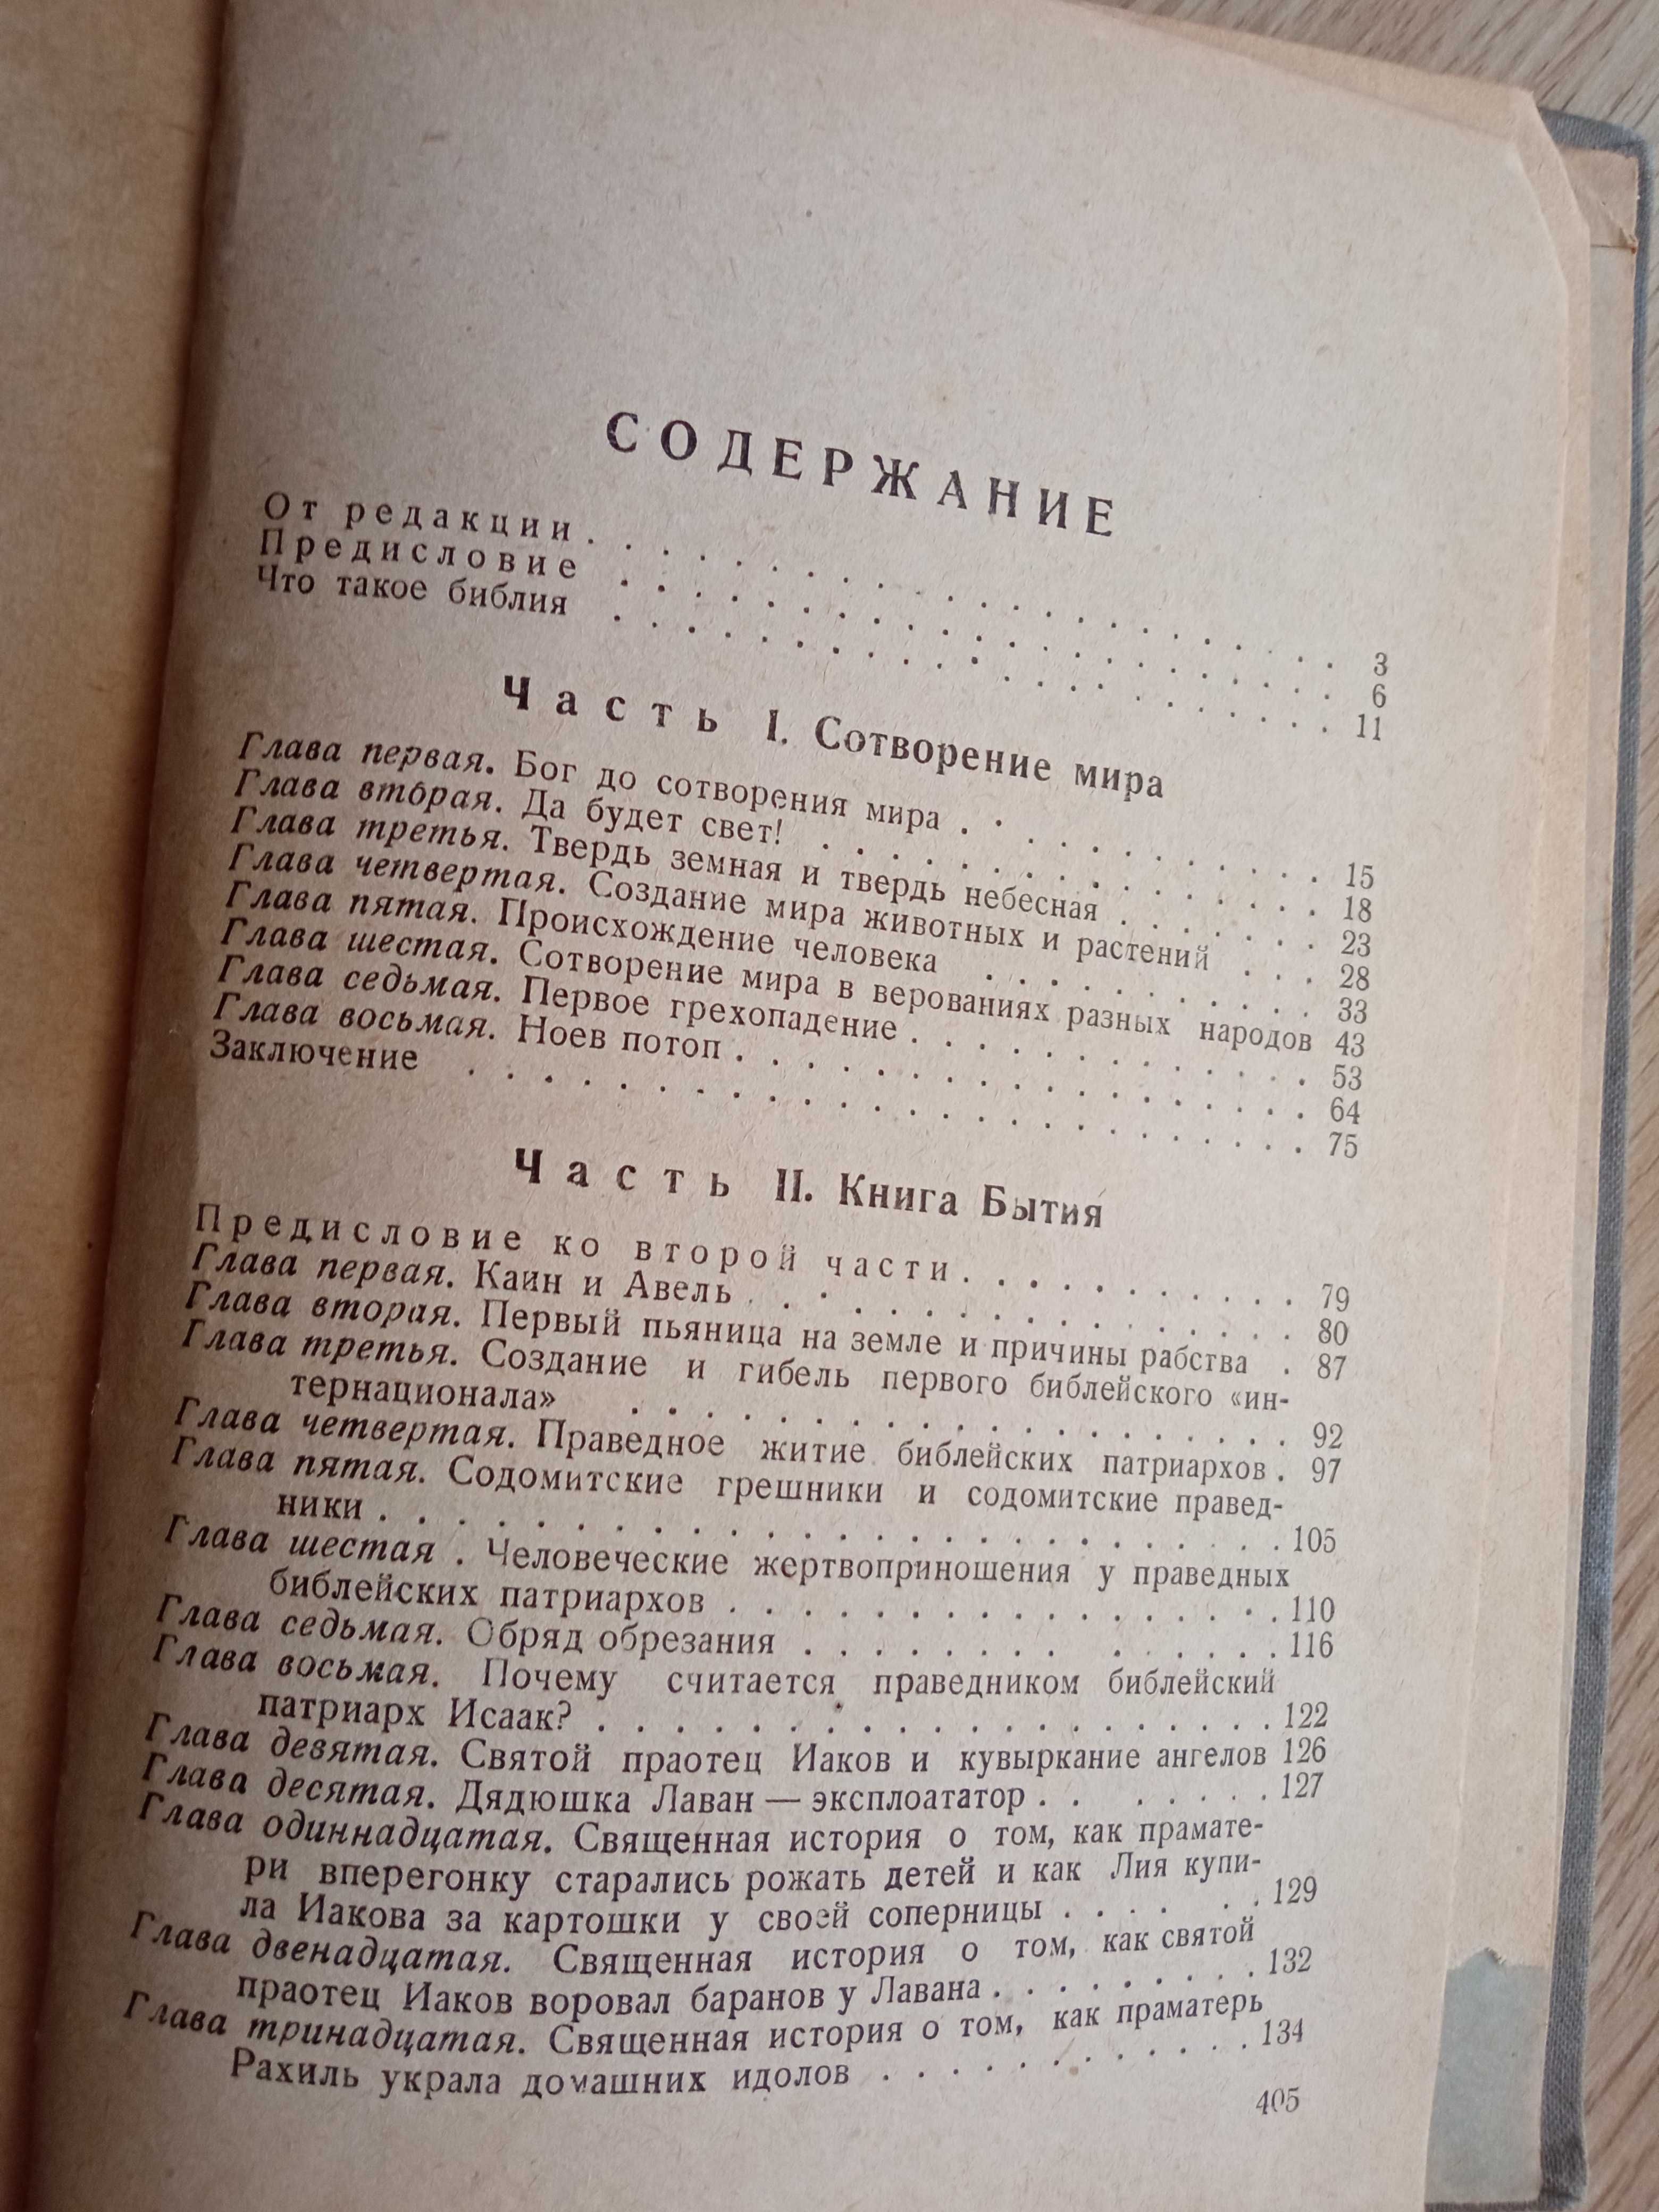 СОДЕРЖАНИЕ
От редакции . . . . . . . . . . . . . . . . . . . . 3
Предисловие . . . . . . . . . . . . . . . . . . . . 6
Что такое библия . . . . . . . . . . . . . . . . . . . . 11
Часть I. Сотворение мира
Глава первая. Бог до сотворения мира . . . . . . . . . . . 15
Глава вторая. Да будет свет! . . . . . . . . . . . . . . 18
Глава третья. Твердь земная и твердь небесная . . . . . . 23
Глава четвертая. Создание мира животных и растений . . . 28
Глава пятая. Происхождение человека . . . . . . . . . . 33
Глава шестая. Сотворение мира в верованиях разных народов 43
Глава седьмая. Первое грехопадение . . . . . . . . . . . . 53
Глава восьмая. Ноев потоп . . . . . . . . . . . . . . . . 64
Заключение . . . . . . . . . . . . . . . . . . . . . . 75
Часть II. Книга Бытия
Предисловие ко второй части . . . . . . . . . . 79
Глава первая. Каин и Авель . . . . . . . . . . . . . . . 80
Глава вторая. Первый пьяница на земле и причины рабства . 87
Глава третья. Создание и гибель первого библейского «ин-
тернационала» . . . . . . . . . . . . . . . . . . 92
Глава четвертая. Праведное житие библейских патриархов . 97
Глава пятая. Содомитские грешники и содомитские правед-
ники . . . . . . . . . . . . . . . . . . . . . . . . 105
Глава шестая . Человеческие жертвоприношения у праведных
библейских патриархов . . . . . . . . . . . . . . . 110
Глава седьмая. Обряд обрезания . . . . . . . . . . . . 116
Глава восьмая. Почему считается праведником библейский
патриарх Исаак? . . . . . . . . . . . . . . . . . . 122
Глава девятая. Святой праотец Иаков и кувыркание ангелов 126
Глава десятая. Дядюшка Лаван — эксплоататор . . . . . . . 127
Глава одиннадцатая. Священная история о том, как прамате-
ри вперегонку старались рожать детей и как Лия купи-
ла Иакова за картошки у своей соперницы . . . . . . 129
Глава двенадцатая. Священная история о том, как святой
праотец Иаков воровал баранов у Лавана . . . . . . . . 132
Глава тринадцатая. Священная история о том, как праматерь
Рахиль украла домашних идолов . . . . . . . . . . . 134
405